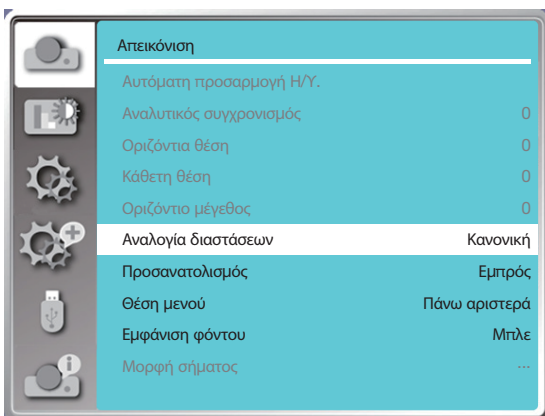 Απεικόνιση
Αυτόματη προσαρμογή Η/Υ.
Αναλυτικός συγχρονισμός 0
Οριζόντια θέση 0
Κάθετη θέση 0
Οριζόντιο μέγεθος 0
Αναλογία διαστάσεων Κανονική
Προσανατολισμός Εμπρός
Θέση μενού Πάνω αριστερά
Εμφάνιση φόντου Μπλε
Μορφή σήματος ...